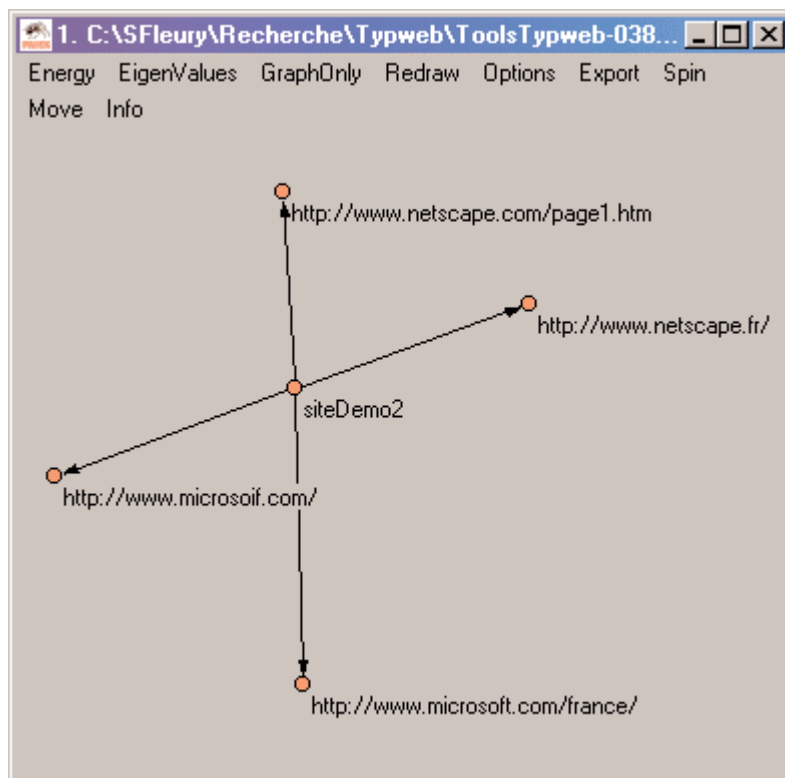 1. C:\SFleury\Recherche\Typweb\ToolsTypweb-038...
Energy EigenValues GraphOnly Redraw Options Export Spin
Move Info
http://www.netscape.com/page1.htm
http://www.netscape.fr/
siteDemo2
http://www.microsoif.com/
http://www.microsoft.com/france/